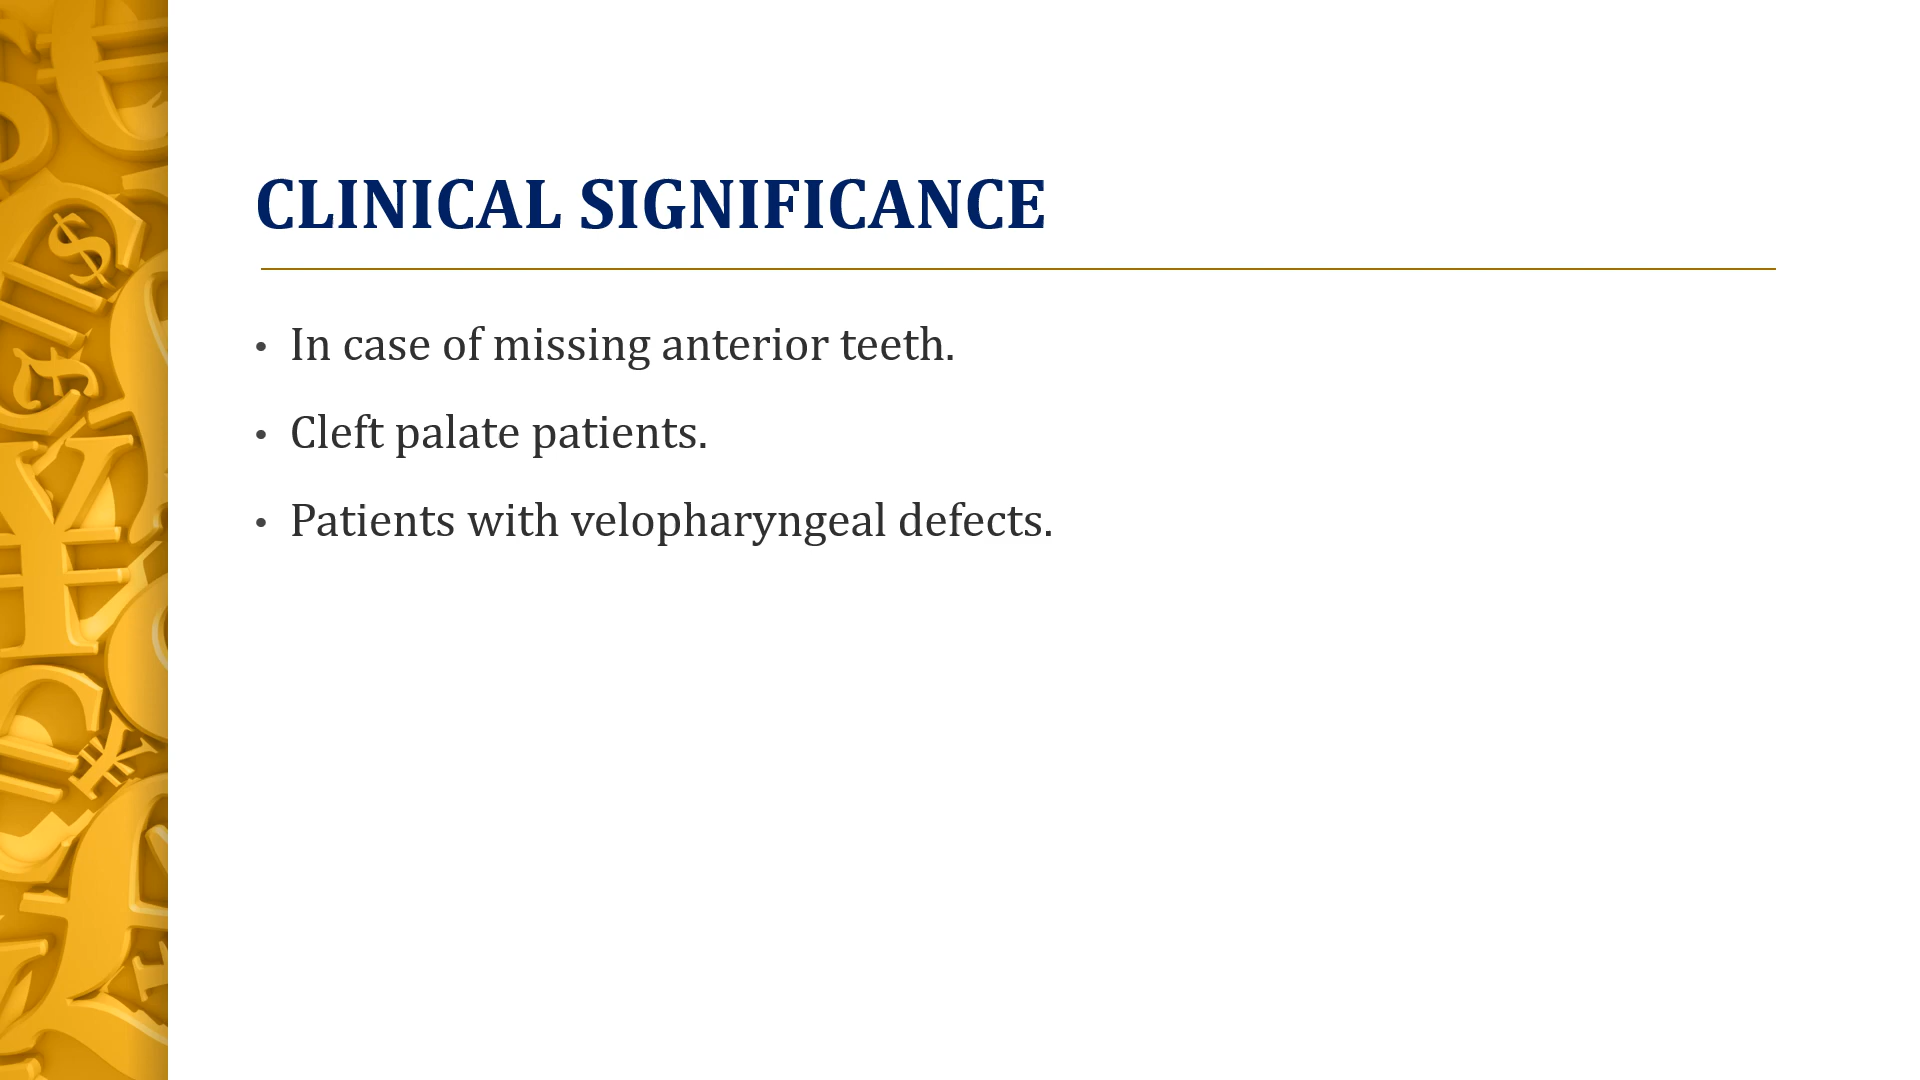 CLINICAL SIGNIFICANCE
• In case of missing anterior teeth.
• Cleft palate patients.
• Patients with velopharyngeal defects.